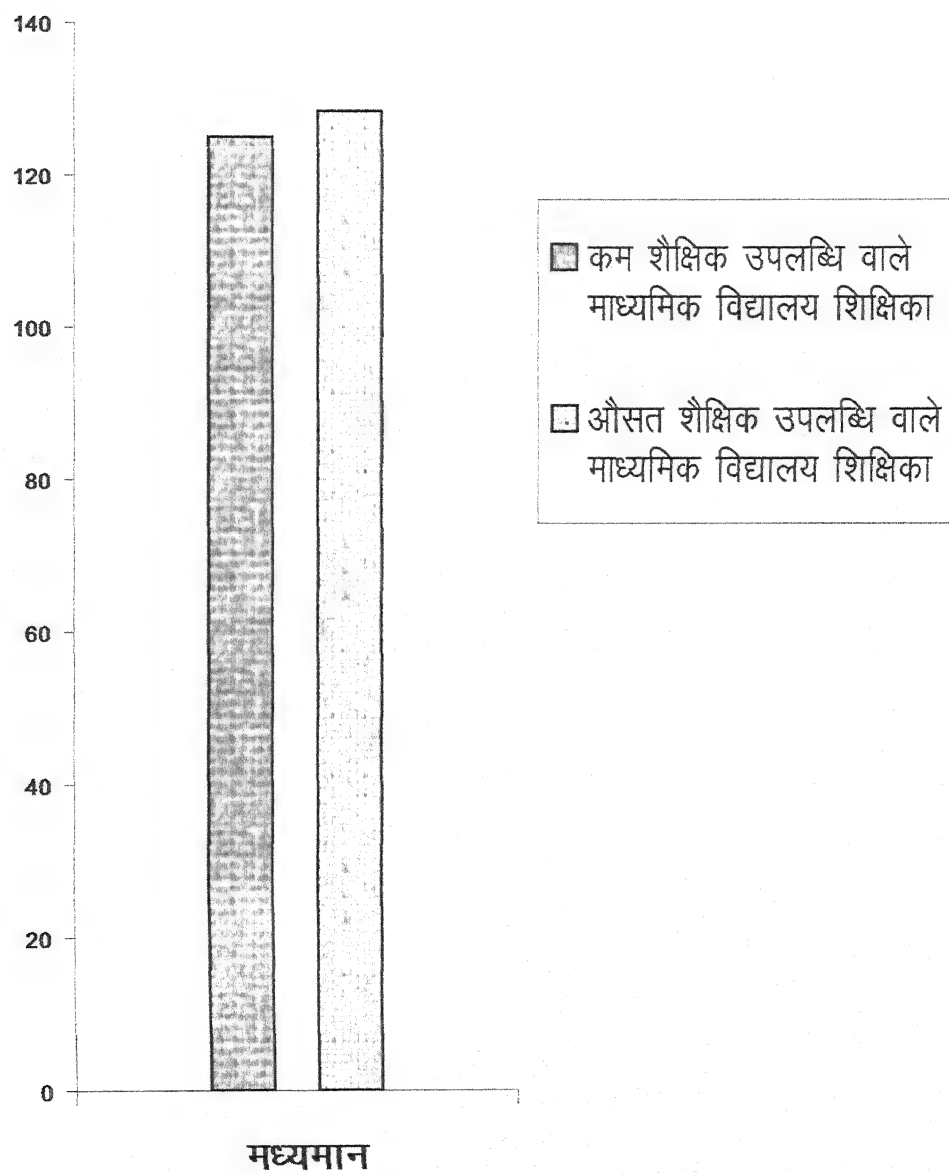 140
120
100
80
60
40
20
0
कम शैक्षिक उपलब्धि वाले
माध्यमिक विद्यालय शिक्षिका
औसत शैक्षिक उपलब्धि वाले
माध्यमिक विद्यालय शिक्षिका
मध्यमान